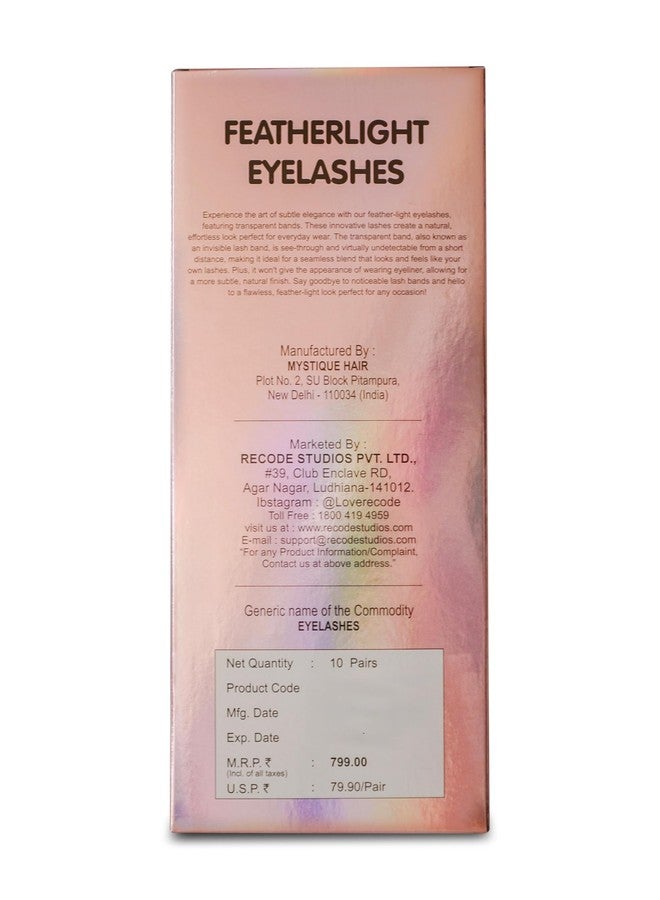 FEATHERLIGHT
EYELASHES
Experience the art of subtle elegance with our feather-light eyelashes,
featuring transparent bands. These innovative lashes create a natural,
effortless look perfect for everyday wear. The transparent band, also known as
an invisible lash band, is see-through and virtually undetectable from a short
distance, making it ideal for a seamless blend that looks and feels like your
own lashes. Plus, it won't give the appearance of wearing eyeliner, allowing for
a more subtle, natural finish. Say goodbye to noticeable lash bands and hello
to a flawless, feather-light look perfect for any occasion!
Manufactured By :
MYSTIQUE HAIR
Plot No. 2, SU Block Pitampura,
New Delhi - 110034 (India)
Marketed By :
RECODE STUDIOS PVT. LTD.,
#39, Club Enclave RD,
Agar Nagar, Ludhiana-141012.
Ibstagram : @Loverecode
Toll Free : 1800 419 4959
visit us at : www.recodestudios.com
E-mail : support@recodestudios.com
"For any Product Information/Complaint,
Contact us at above address."
Generic name of the Commodity
EYELASHES
Net Quantity : 10 Pairs
Product Code
Mfg. Date
Exp. Date
M.R.P. ₹ : 799.00
(Incl. of all taxes)
U.S.P. ₹ : 79.90/Pair